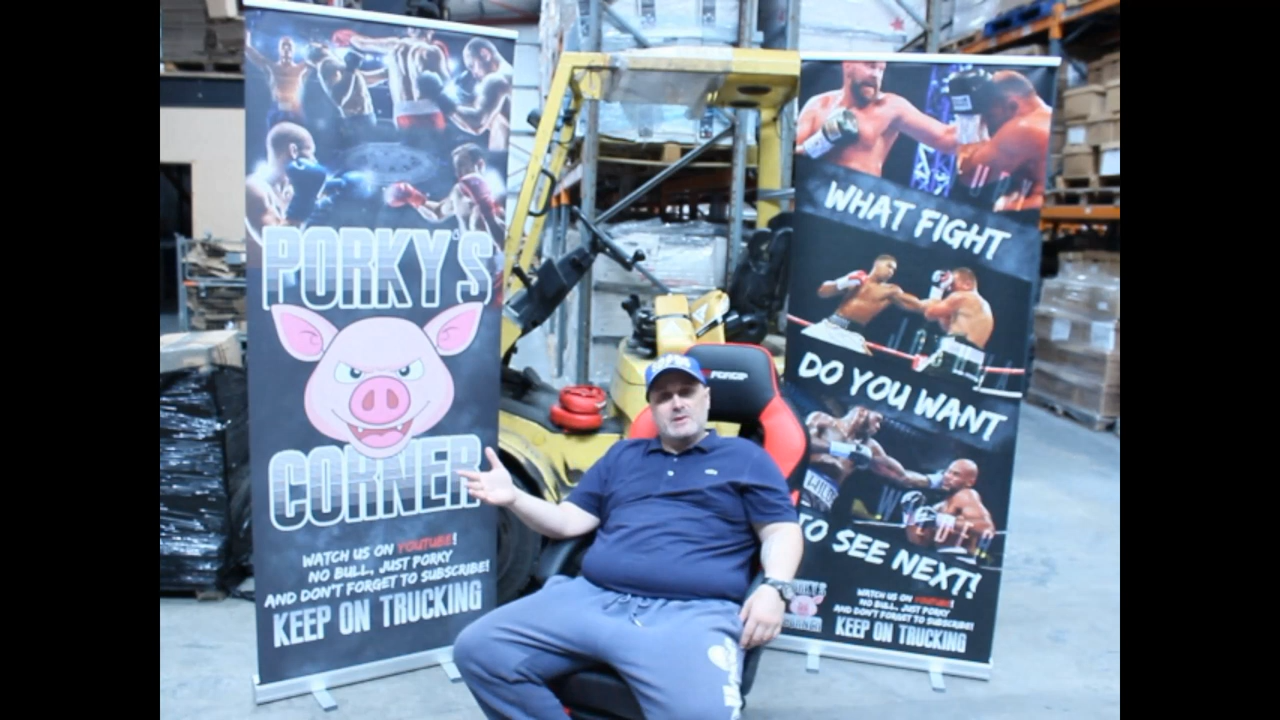 PORKY'S
CORNER
WATCH US ON YOUTUBE!
NO BULL, JUST PORKY
AND DON'T FORGET TO SUBSCRIBE!
KEEP ON TRUCKING
WHAT FIGHT
DO YOU WANT
TO SEE NEXT!
PORKY'S
CORNER
WATCH US ON YOUTUBE!
NO BULL, JUST PORKY
AND DON'T FORGET TO SUBSCRIBE!
KEEP ON TRUCKING